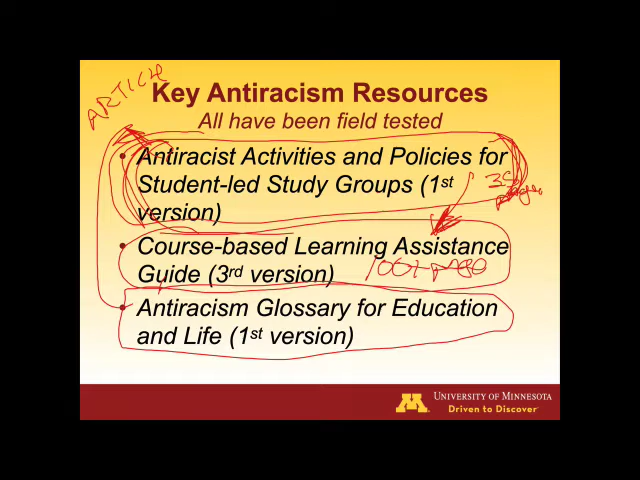 ARTICLE
Key Antiracism Resources
All have been field tested
• Antiracist Activities and Policies for
Student-led Study Groups (1st
version)
35
pages
• Course-based Learning Assistance
Guide (3rd version)
100+ page
• Antiracism Glossary for Education
and Life (1st version)
M
UNIVERSITY OF MINNESOTA
Driven to Discover